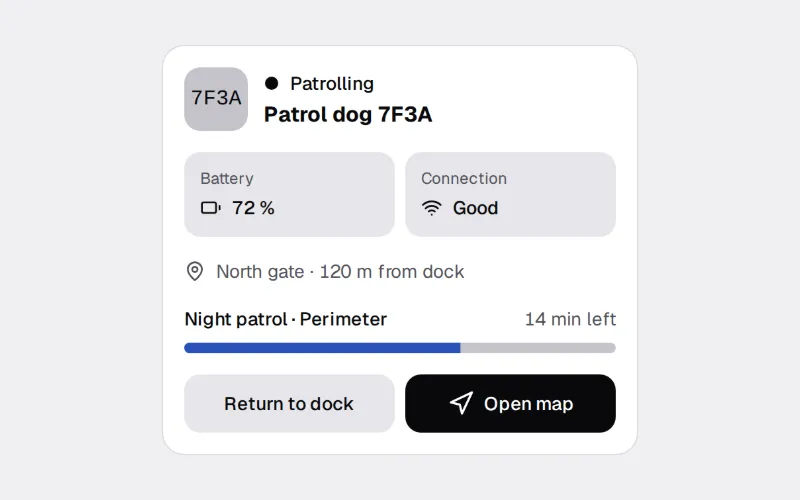 7F3A
Patrolling
Patrol dog 7F3A
Battery
72 %
Connection
Good
North gate · 120 m from dock
Night patrol · Perimeter
14 min left
Return to dock
Open map